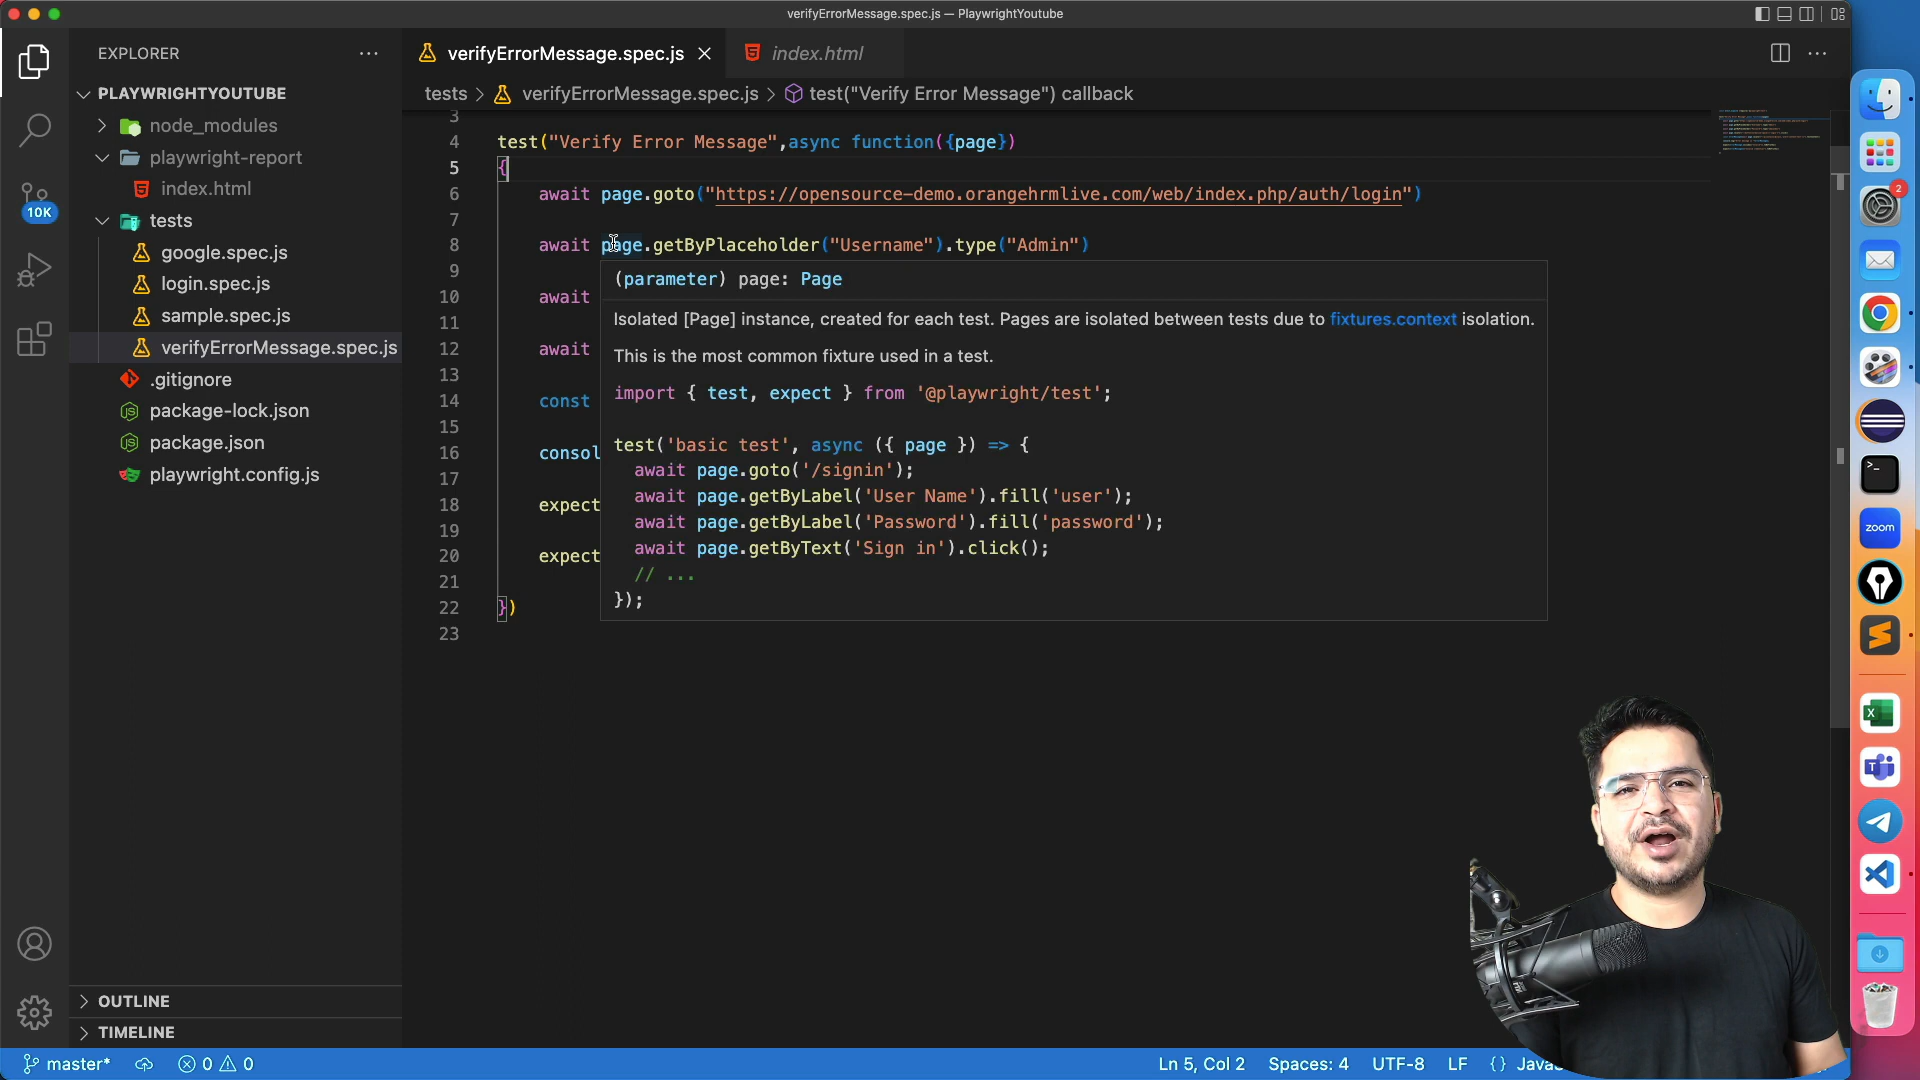 verifyErrorMessage.spec.js — PlaywrightYoutube
EXPLORER
PLAYWRIGHTYOUTUBE
node_modules
playwright-report
index.html
tests
google.spec.js
login.spec.js
sample.spec.js
verifyErrorMessage.spec.js
.gitignore
package-lock.json
package.json
playwright.config.js
OUTLINE
TIMELINE
10K
verifyErrorMessage.spec.js
index.html
tests > verifyErrorMessage.spec.js > test("Verify Error Message") callback
3
4 test("Verify Error Message",async function({page})
5 {
6 await page.goto("https://opensource-demo.orangehrmlive.com/web/index.php/auth/login")
7
8 await page.getByPlaceholder("Username").type("Admin")
9
10 await
11
12 await
13
14 const
15
16 consol
17
18 expect
19
20 expect
21
22 })
23
(parameter) page: Page
Isolated [Page] instance, created for each test. Pages are isolated between tests due to fixtures.context isolation.
This is the most common fixture used in a test.
import { test, expect } from '@playwright/test';
test('basic test', async ({ page }) => {
await page.goto('/signin');
await page.getByLabel('User Name').fill('user');
await page.getByLabel('Password').fill('password');
await page.getByText('Sign in').click();
// ...
});
2
zoom
master* 0 0
Ln 5, Col 2 Spaces: 4 UTF-8 LF {}